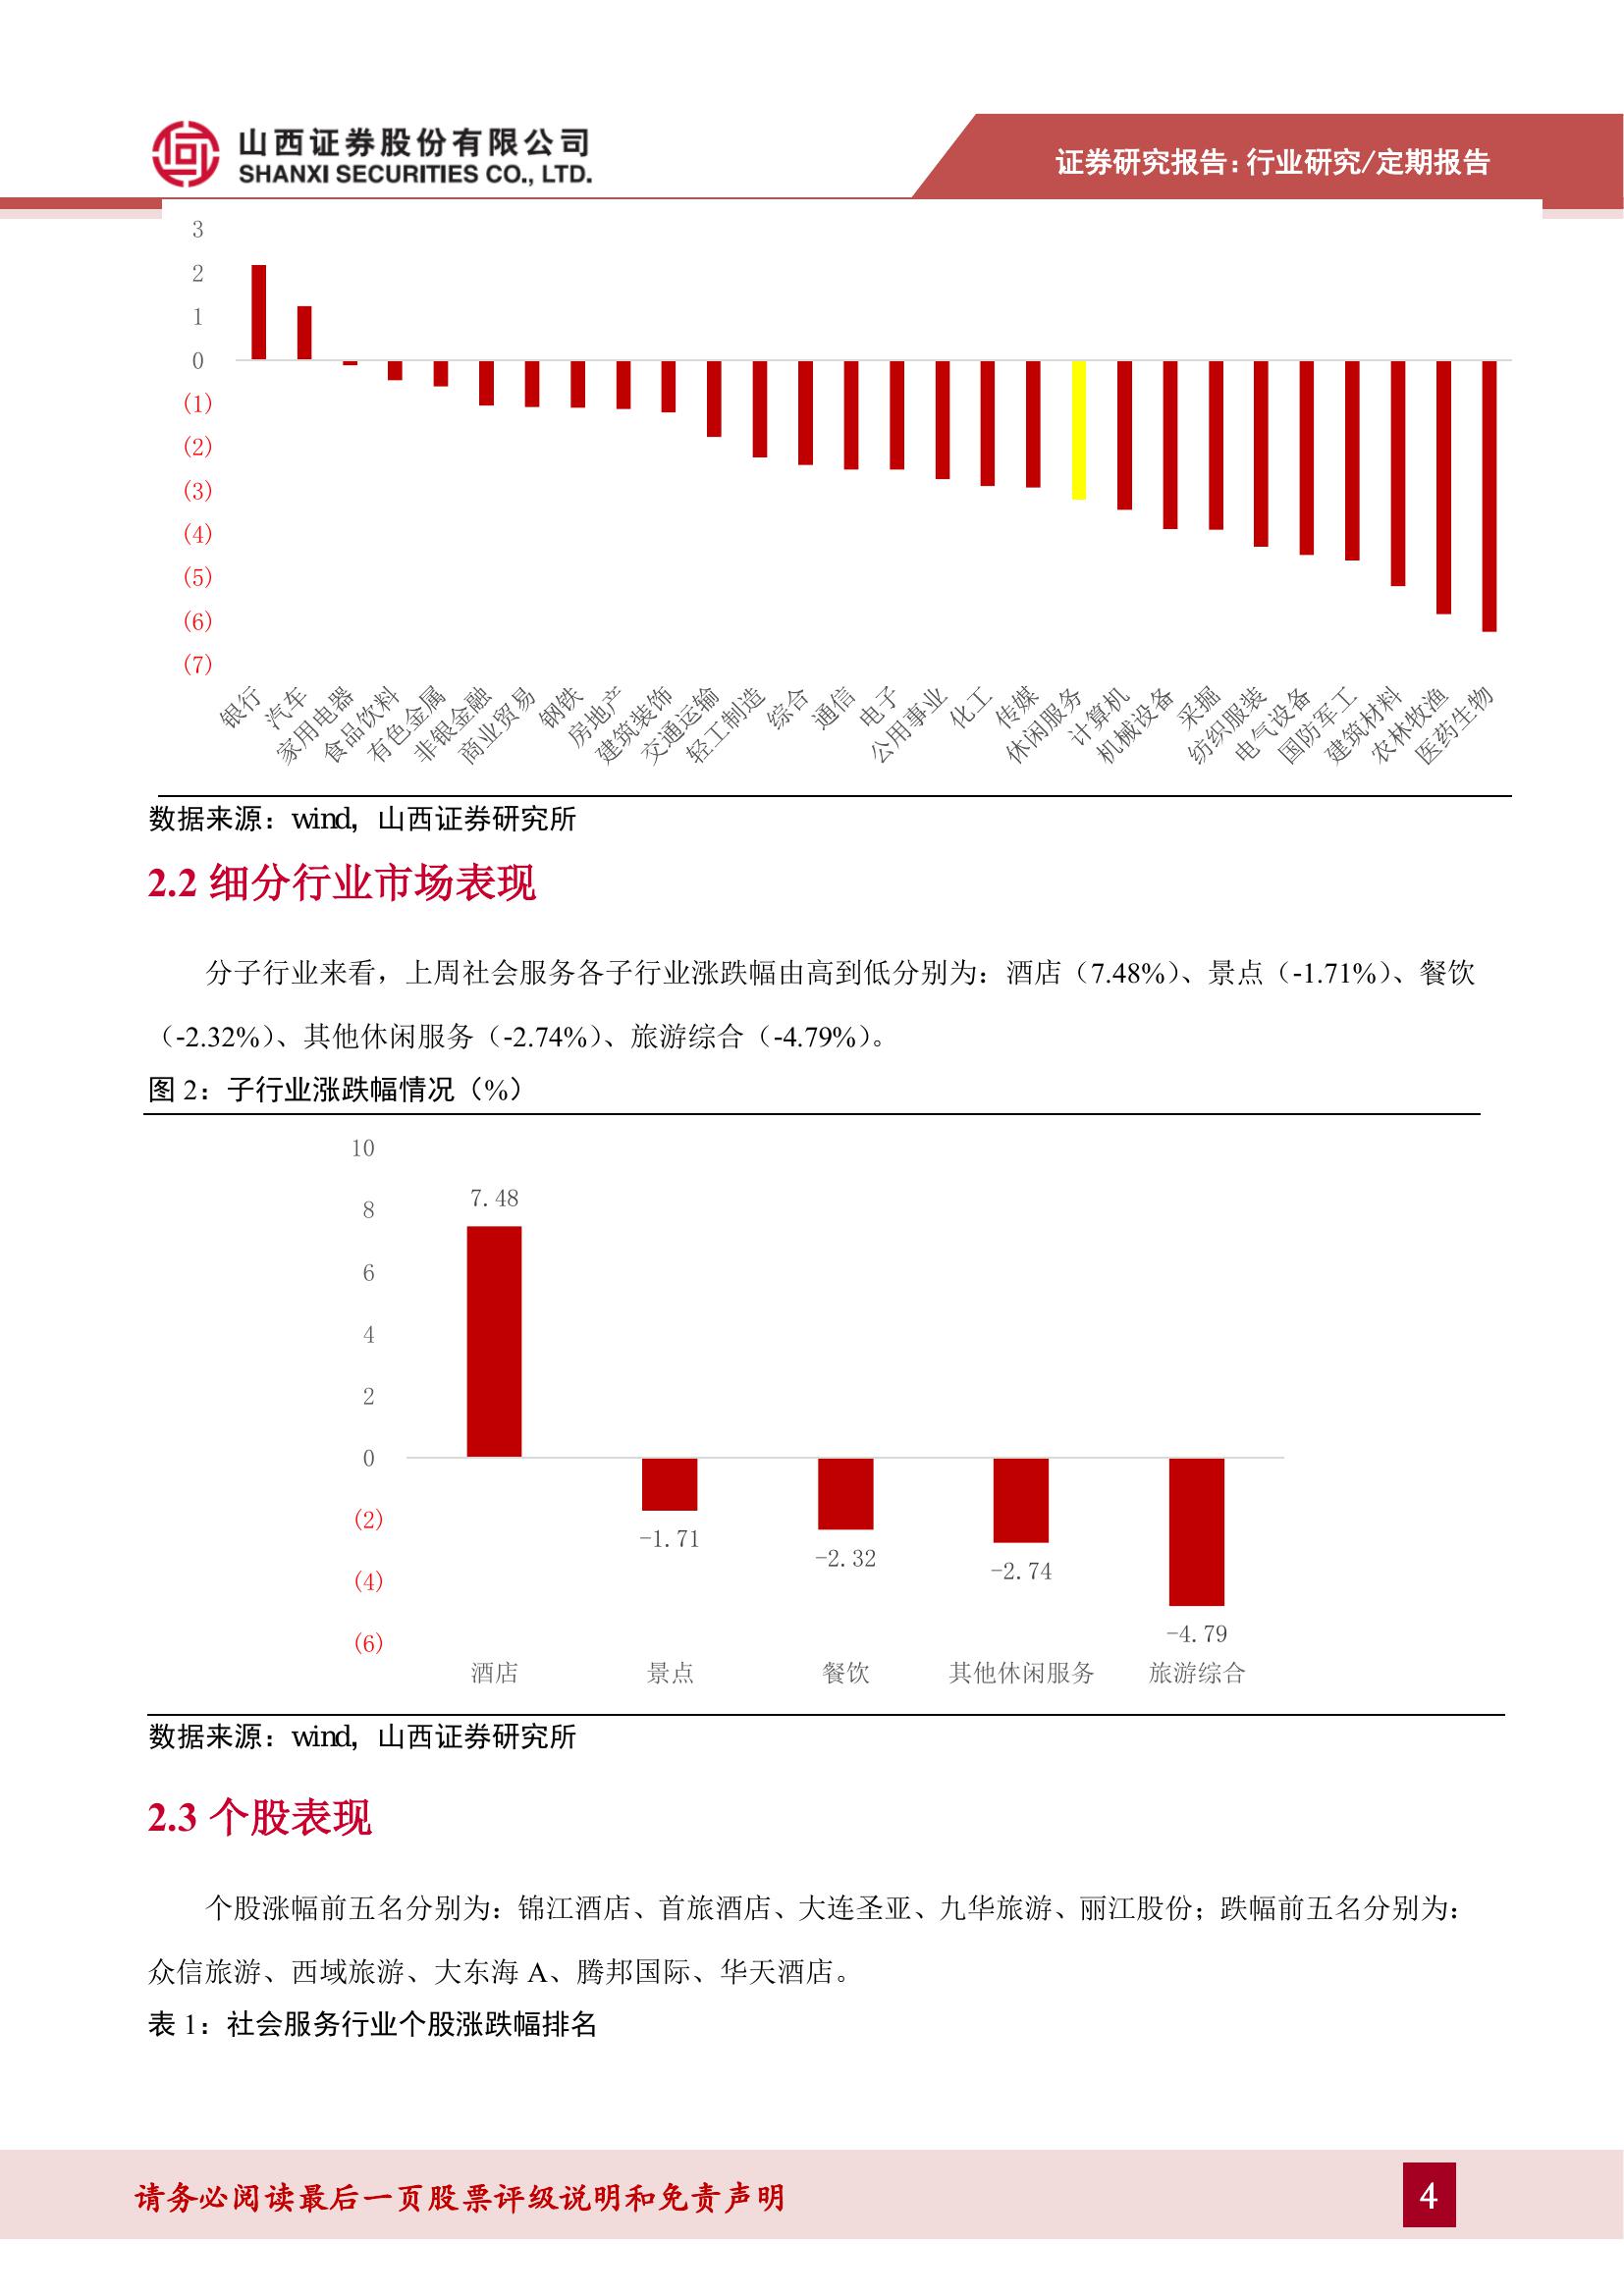 山西证券股份有限公司
SHANXI SECURITIES CO., LTD.
证券研究报告:行业研究/定期报告
3
2
1
0
(1)
(2)
(3)
(4)
(5)
(6)
(7)
银行 汽车 家用电器 食品饮料 有色金属 非银金融 商业贸易 钢铁 房地产 建筑装饰 交通运输 轻工制造 综合 通信 电子 公用事业 化工 传媒 休闲服务 计算机 机械设备 采掘 纺织服装 电气设备 国防军工 建筑材料 农林牧渔 医药生物
数据来源：wind，山西证券研究所
2.2 细分行业市场表现
分子行业来看，上周社会服务各子行业涨跌幅由高到低分别为：酒店（7.48%）、景点（-1.71%）、餐饮
（-2.32%）、其他休闲服务（-2.74%）、旅游综合（-4.79%）。
图 2：子行业涨跌幅情况（%）
10
8
6
4
2
0
(2)
(4)
(6)
7.48
-1.71
-2.32
-2.74
-4.79
酒店 景点 餐饮 其他休闲服务 旅游综合
数据来源：wind，山西证券研究所
2.3 个股表现
个股涨幅前五名分别为：锦江酒店、首旅酒店、大连圣亚、九华旅游、丽江股份；跌幅前五名分别为：
众信旅游、西域旅游、大东海 A、腾邦国际、华天酒店。
表 1：社会服务行业个股涨跌幅排名
请务必阅读最后一页股票评级说明和免责声明
4